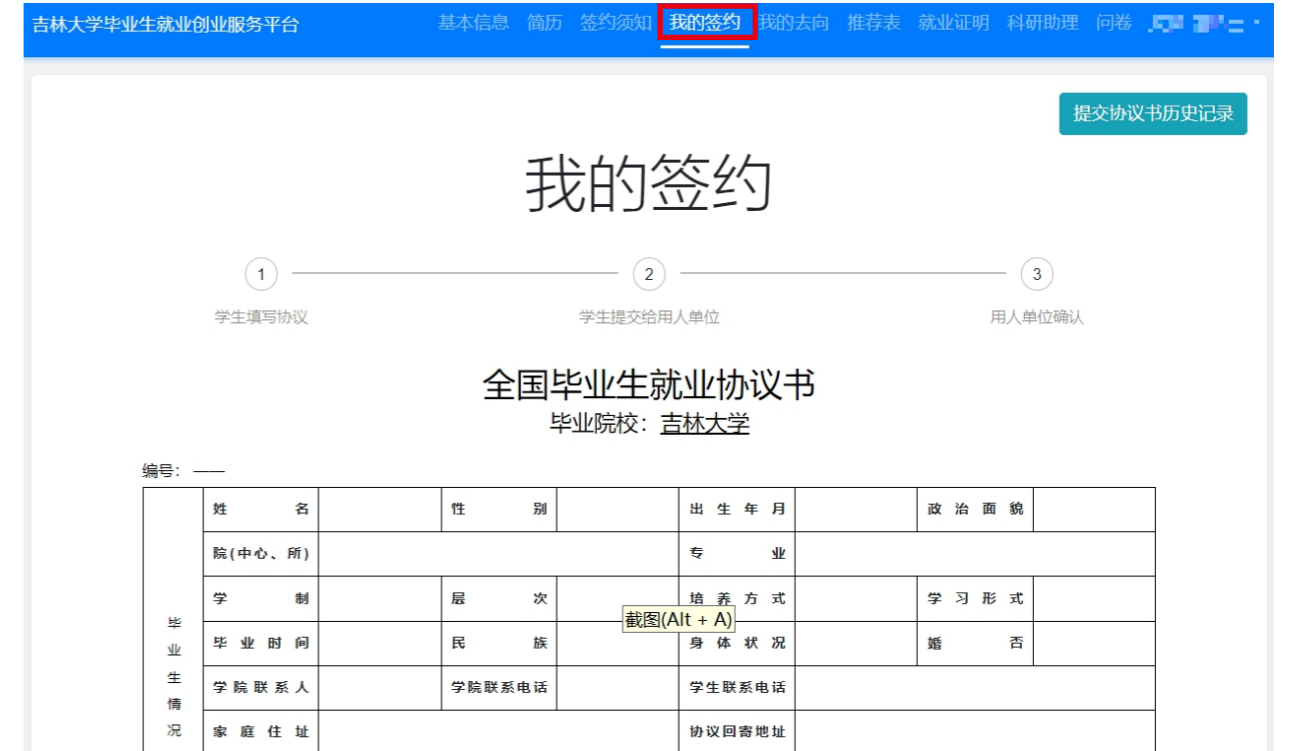 吉林大学毕业生就业创业服务平台 基本信息 简历 签约须知 我的签约 我的去向 推荐表 就业证明 科研助理 问卷
提交协议书历史记录
我的签约
1 2 3
学生填写协议 学生提交给用人单位 用人单位确认
全国毕业生就业协议书
毕业院校：吉林大学
编号：——
姓名 性别 出生年月 政治面貌
院(中心、所) 专业
学制 层次 培养方式 学习形式
截图(Alt + A)
毕业时间 民族 身体状况 婚否
学院联系人 学院联系电话 学生联系电话
家庭住址 协议回寄地址
毕业生情况